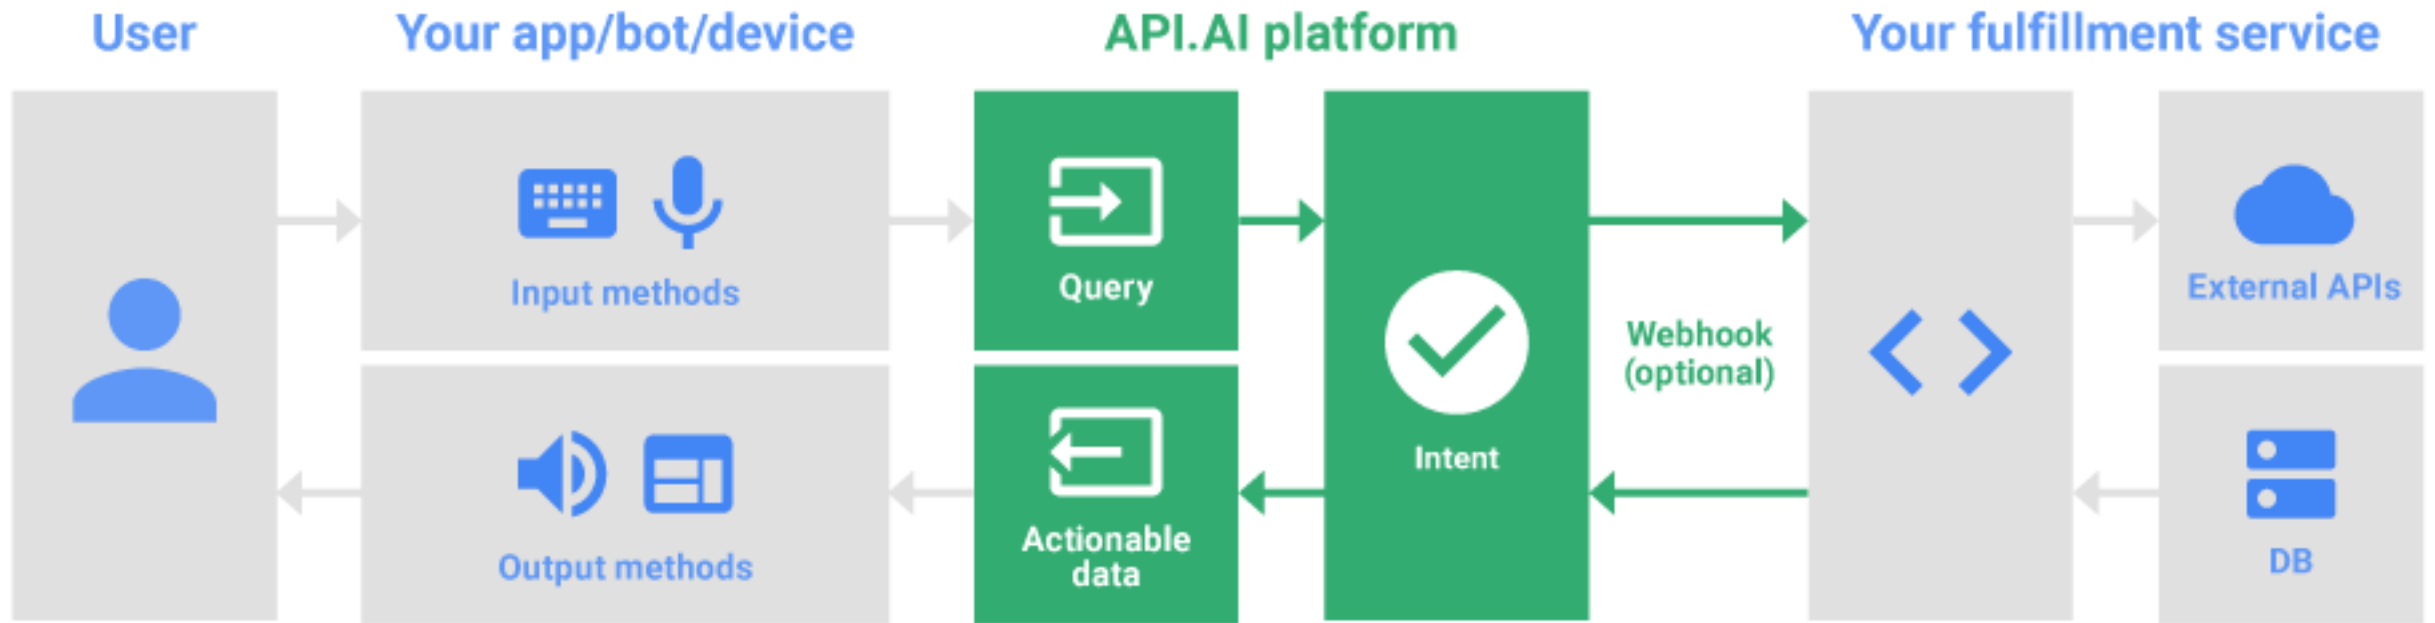 User
Your app/bot/device
API.AI platform
Your fulfillment service
Input methods
Query
External APIs
Webhook
(optional)
Intent
Output methods
Actionable
data
DB